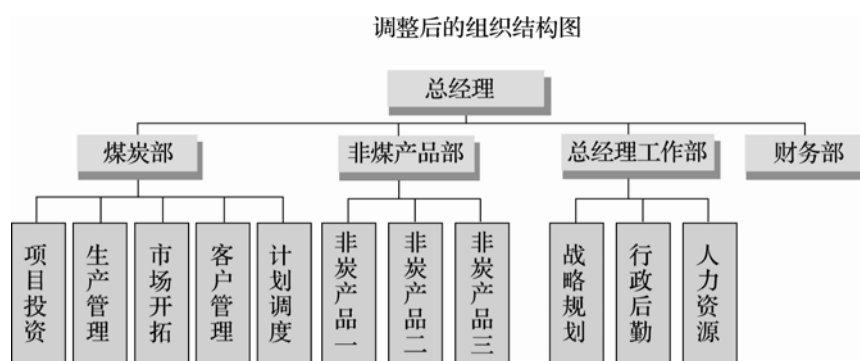 调整后的组织结构图
总经理
煤炭部
非煤产品部
总经理工作部
财务部
项目投资
生产管理
市场开拓
客户管理
计划调度
非炭产品一
非炭产品二
非炭产品三
战略规划
行政后勤
人力资源